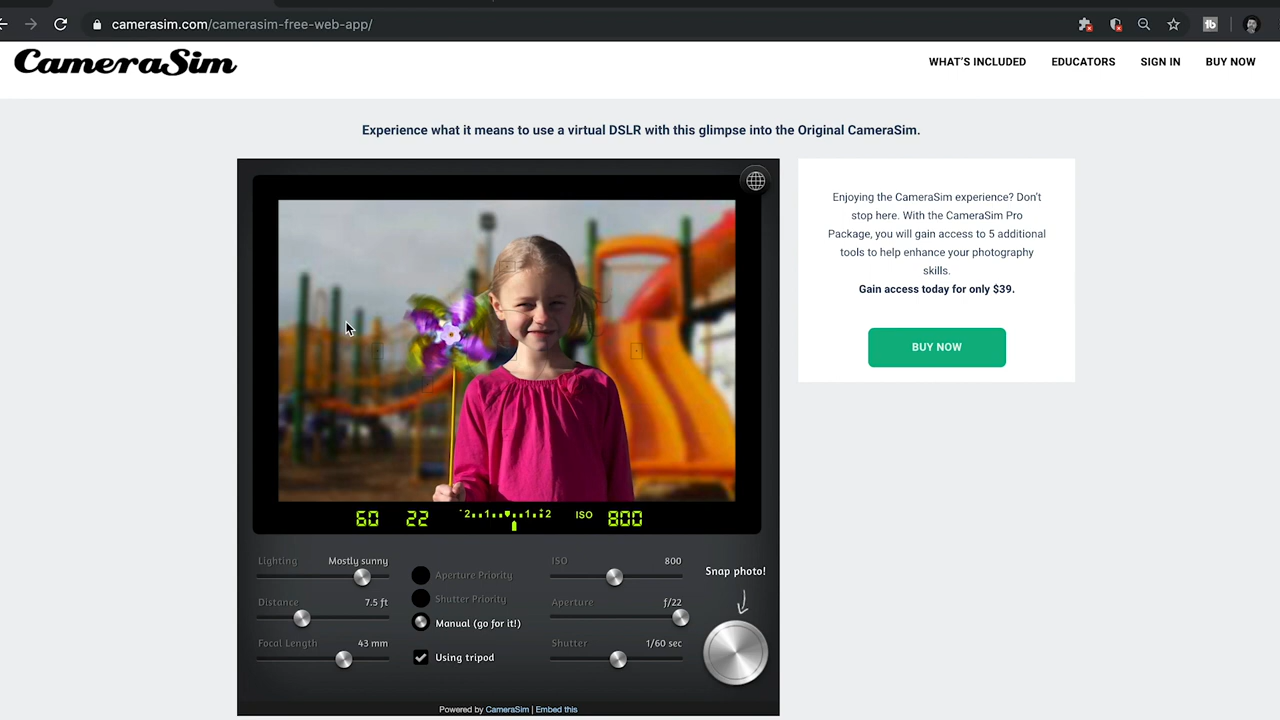 camerasim.com/camerasim-free-web-app/
tb
CameraSim
WHAT'S INCLUDED EDUCATORS SIGN IN BUY NOW
Experience what it means to use a virtual DSLR with this glimpse into the Original CameraSim.
Enjoying the CameraSim experience? Don't
stop here. With the CameraSim Pro
Package, you will gain access to 5 additional
tools to help enhance your photography
skills.
Gain access today for only $39.
BUY NOW
60 22 -2 1 1 +2 ISO 800
Lighting Mostly sunny
Distance 7.5 ft
Focal Length 43 mm
Aperture Priority
Shutter Priority
Manual (go for it!)
Using tripod
ISO 800
Aperture ƒ/22
Shutter 1/60 sec
Snap photo!
Powered by CameraSim | Embed this